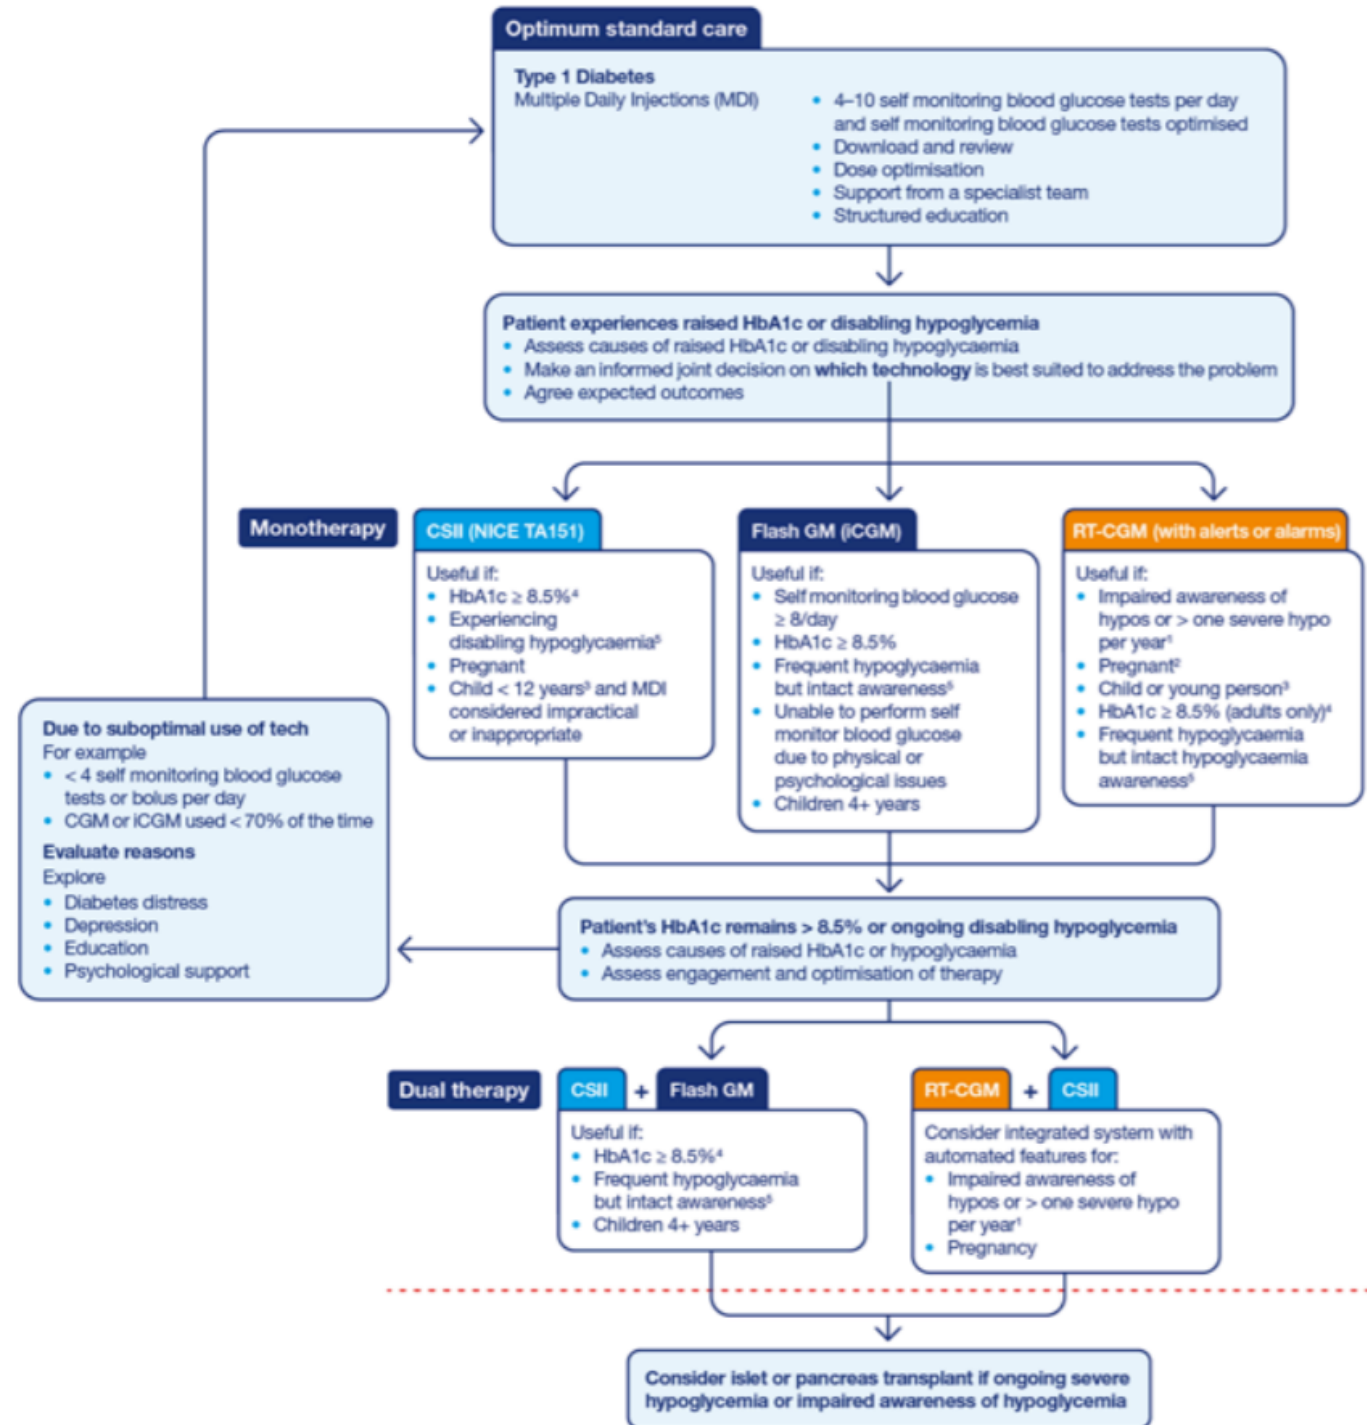 Optimum standard care
Type 1 Diabetes
Multiple Daily Injections (MDI)
• 4–10 self monitoring blood glucose tests per day
and self monitoring blood glucose tests optimised
• Download and review
• Dose optimisation
• Support from a specialist team
• Structured education
Patient experiences raised HbA1c or disabling hypoglycemia
• Assess causes of raised HbA1c or disabling hypoglycaemia
• Make an informed joint decision on which technology is best suited to address the problem
• Agree expected outcomes
Monotherapy
CSII (NICE TA151)
Useful if:
• HbA1c ≥ 8.5%⁴
• Experiencing
disabling hypoglycaemia⁵
• Pregnant
• Child < 12 years³ and MDI
considered impractical
or inappropriate
Flash GM (iCGM)
Useful if:
• Self monitoring blood glucose
≥ 8/day
• HbA1c ≥ 8.5%
• Frequent hypoglycaemia
but intact awareness⁵
• Unable to perform self
monitor blood glucose
due to physical or
psychological issues
• Children 4+ years
RT-CGM (with alerts or alarms)
Useful if:
• Impaired awareness of
hypos or > one severe hypo
per year¹
• Pregnant²
• Child or young person³
• HbA1c ≥ 8.5% (adults only)⁴
• Frequent hypoglycaemia
but intact hypoglycaemia
awareness⁵
Due to suboptimal use of tech
For example
• < 4 self monitoring blood glucose
tests or bolus per day
• CGM or iCGM used < 70% of the time
Evaluate reasons
Explore
• Diabetes distress
• Depression
• Education
• Psychological support
Patient's HbA1c remains > 8.5% or ongoing disabling hypoglycemia
• Assess causes of raised HbA1c or hypoglycaemia
• Assess engagement and optimisation of therapy
Dual therapy
CSII + Flash GM
Useful if:
• HbA1c ≥ 8.5%⁴
• Frequent hypoglycaemia
but intact awareness⁵
• Children 4+ years
RT-CGM + CSII
Consider integrated system with
automated features for:
• Impaired awareness of
hypos or > one severe hypo
per year¹
• Pregnancy
Consider islet or pancreas transplant if ongoing severe
hypoglycemia or impaired awareness of hypoglycemia